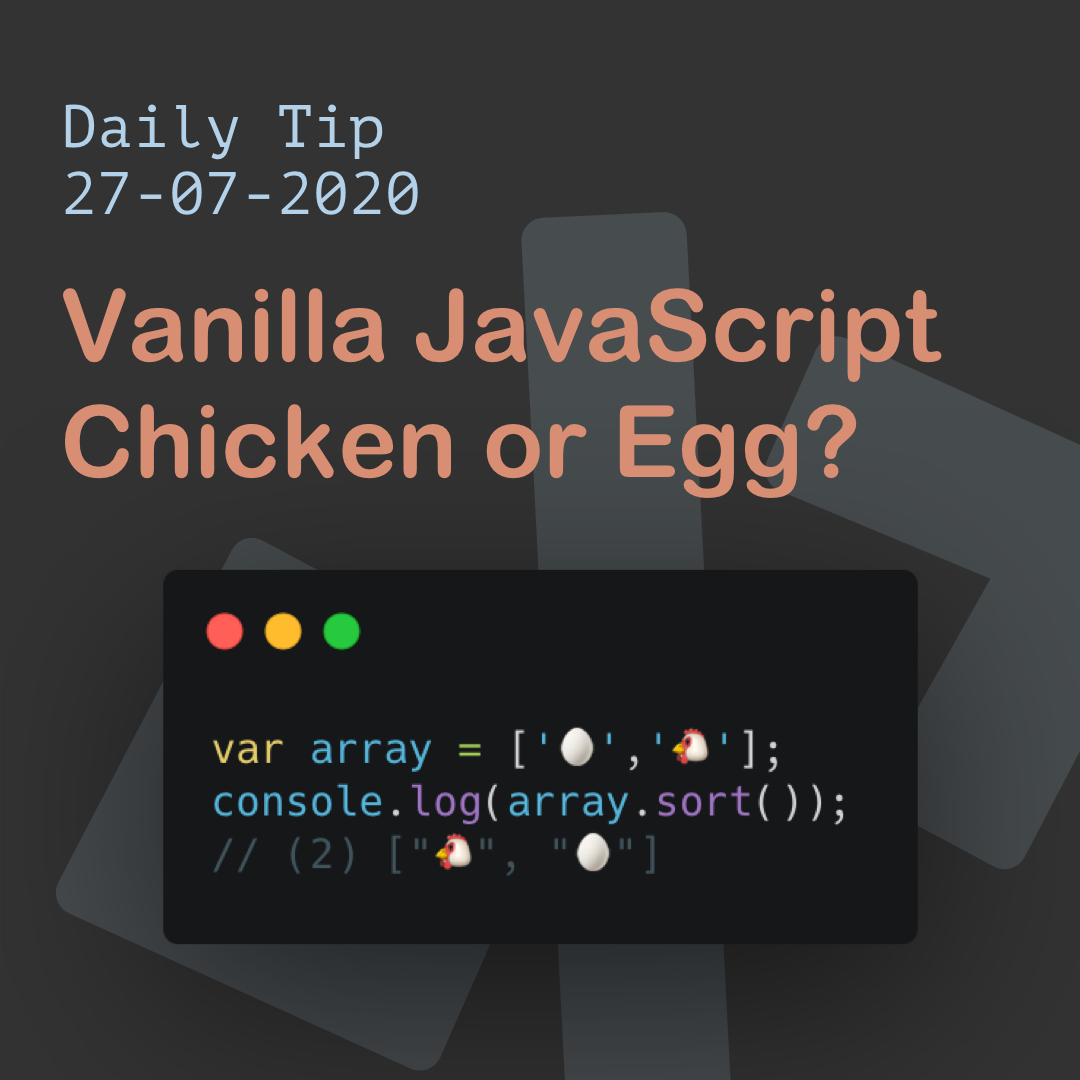 Daily Tip
27-07-2020
Vanilla JavaScript
Chicken or Egg?
var array = ['🥚','🐔'];
console.log(array.sort());
// (2) ["🐔", "🥚"]